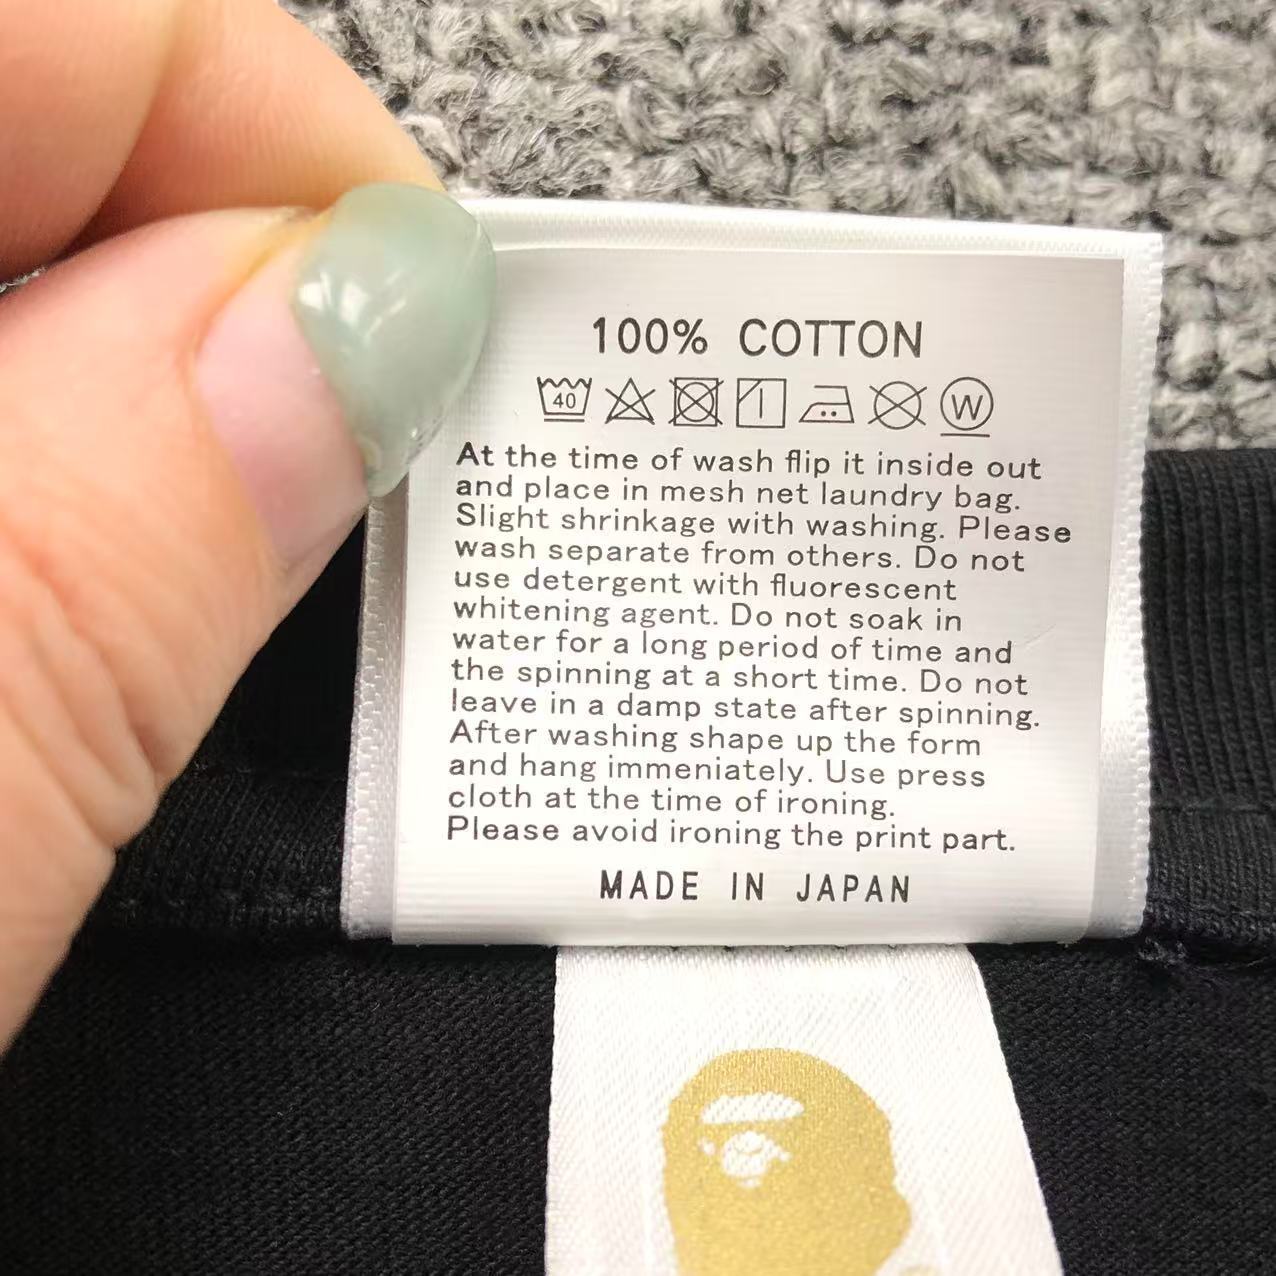 100% COTTON
40 W
At the time of wash flip it inside out
and place in mesh net laundry bag.
Slight shrinkage with washing. Please
wash separate from others. Do not
use detergent with fluorescent
whitening agent. Do not soak in
water for a long period of time and
the spinning at a short time. Do not
leave in a damp state after spinning.
After washing shape up the form
and hang immeniately. Use press
cloth at the time of ironing.
Please avoid ironing the print part.
MADE IN JAPAN